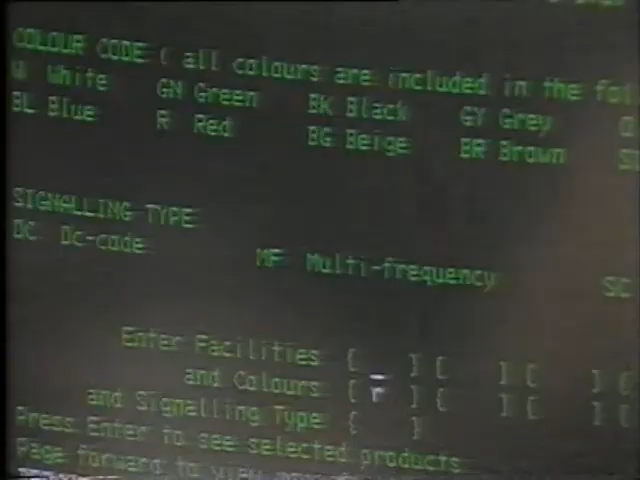 COLOUR CODE ( all colours are included in the
W White GN Green BK Black GY Grey
BL Blue R Red BG Beige BR Brown
SIGNALLING TYPE
DC Dc-code MF Multi-frequency SC
Enter Facilities [ ] [ ] [ ] [
and Colours [ r ] [ ] [ ] [
and Signalling Type [ ]
Press Enter to see selected products
Page forward to view